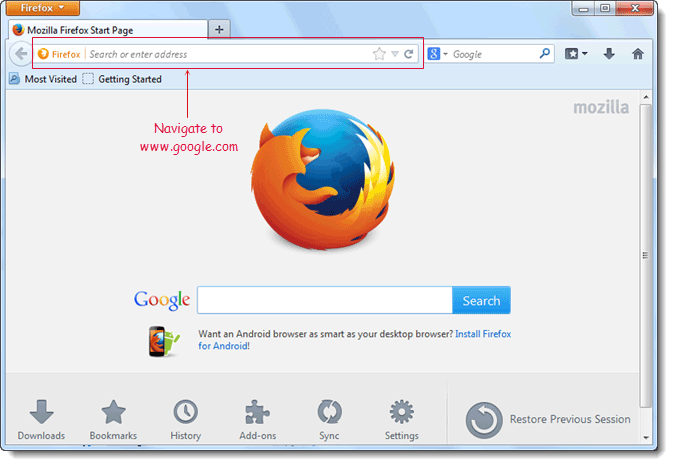 Firefox
Mozilla Firefox Start Page
Firefox Search or enter address
Google
Most Visited Getting Started
mozilla
Navigate to
www.google.com
Google Search
Want an Android browser as smart as your desktop browser? Install Firefox
for Android!
Downloads Bookmarks History Add-ons Sync Settings Restore Previous Session